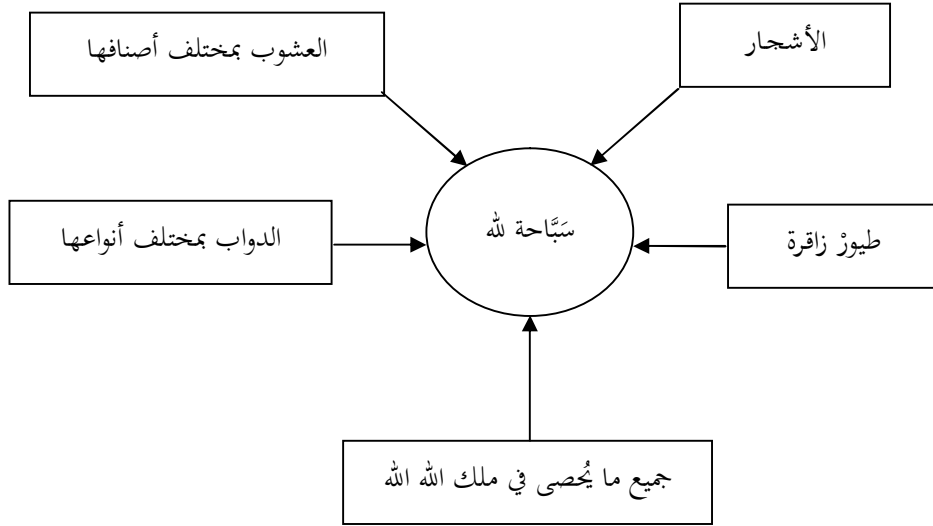 الأشجار
العشوب بمختلف أصنافها
سَبَّاحة لله
طيورْ زاقرة
الدواب بمختلف أنواعها
جميع ما يُحصى في ملك الله الله